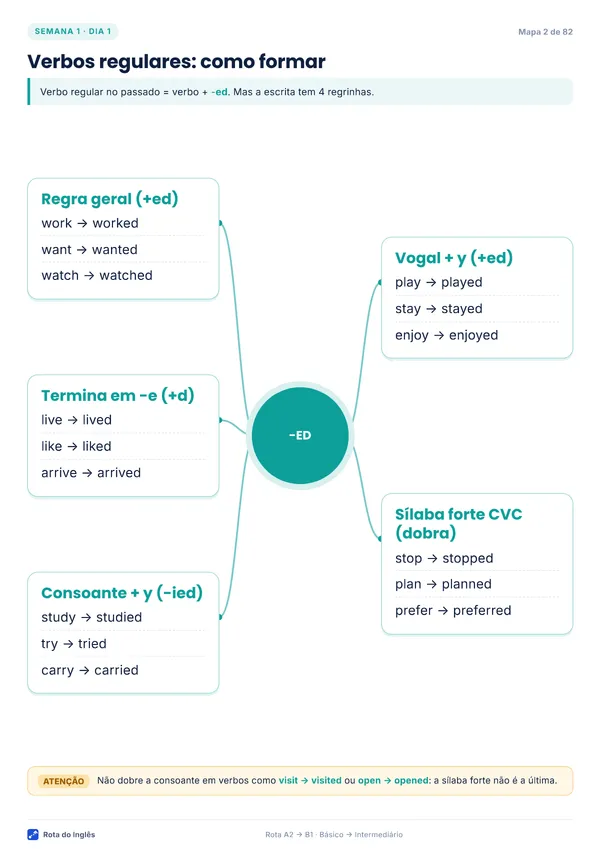 SEMANA 1 · DIA 1
Mapa 2 de 82
Verbos regulares: como formar
Verbo regular no passado = verbo + -ed. Mas a escrita tem 4 regrinhas.
Regra geral (+ed)
work → worked
want → wanted
watch → watched
Termina em -e (+d)
live → lived
like → liked
arrive → arrived
Consoante + y (-ied)
study → studied
try → tried
carry → carried
-ED
Vogal + y (+ed)
play → played
stay → stayed
enjoy → enjoyed
Sílaba forte CVC
(dobra)
stop → stopped
plan → planned
prefer → preferred
ATENÇÃO Não dobre a consoante em verbos como visit → visited ou open → opened: a sílaba forte não é a última.
Rota do Inglês
Rota A2 → B1 · Básico → Intermediário